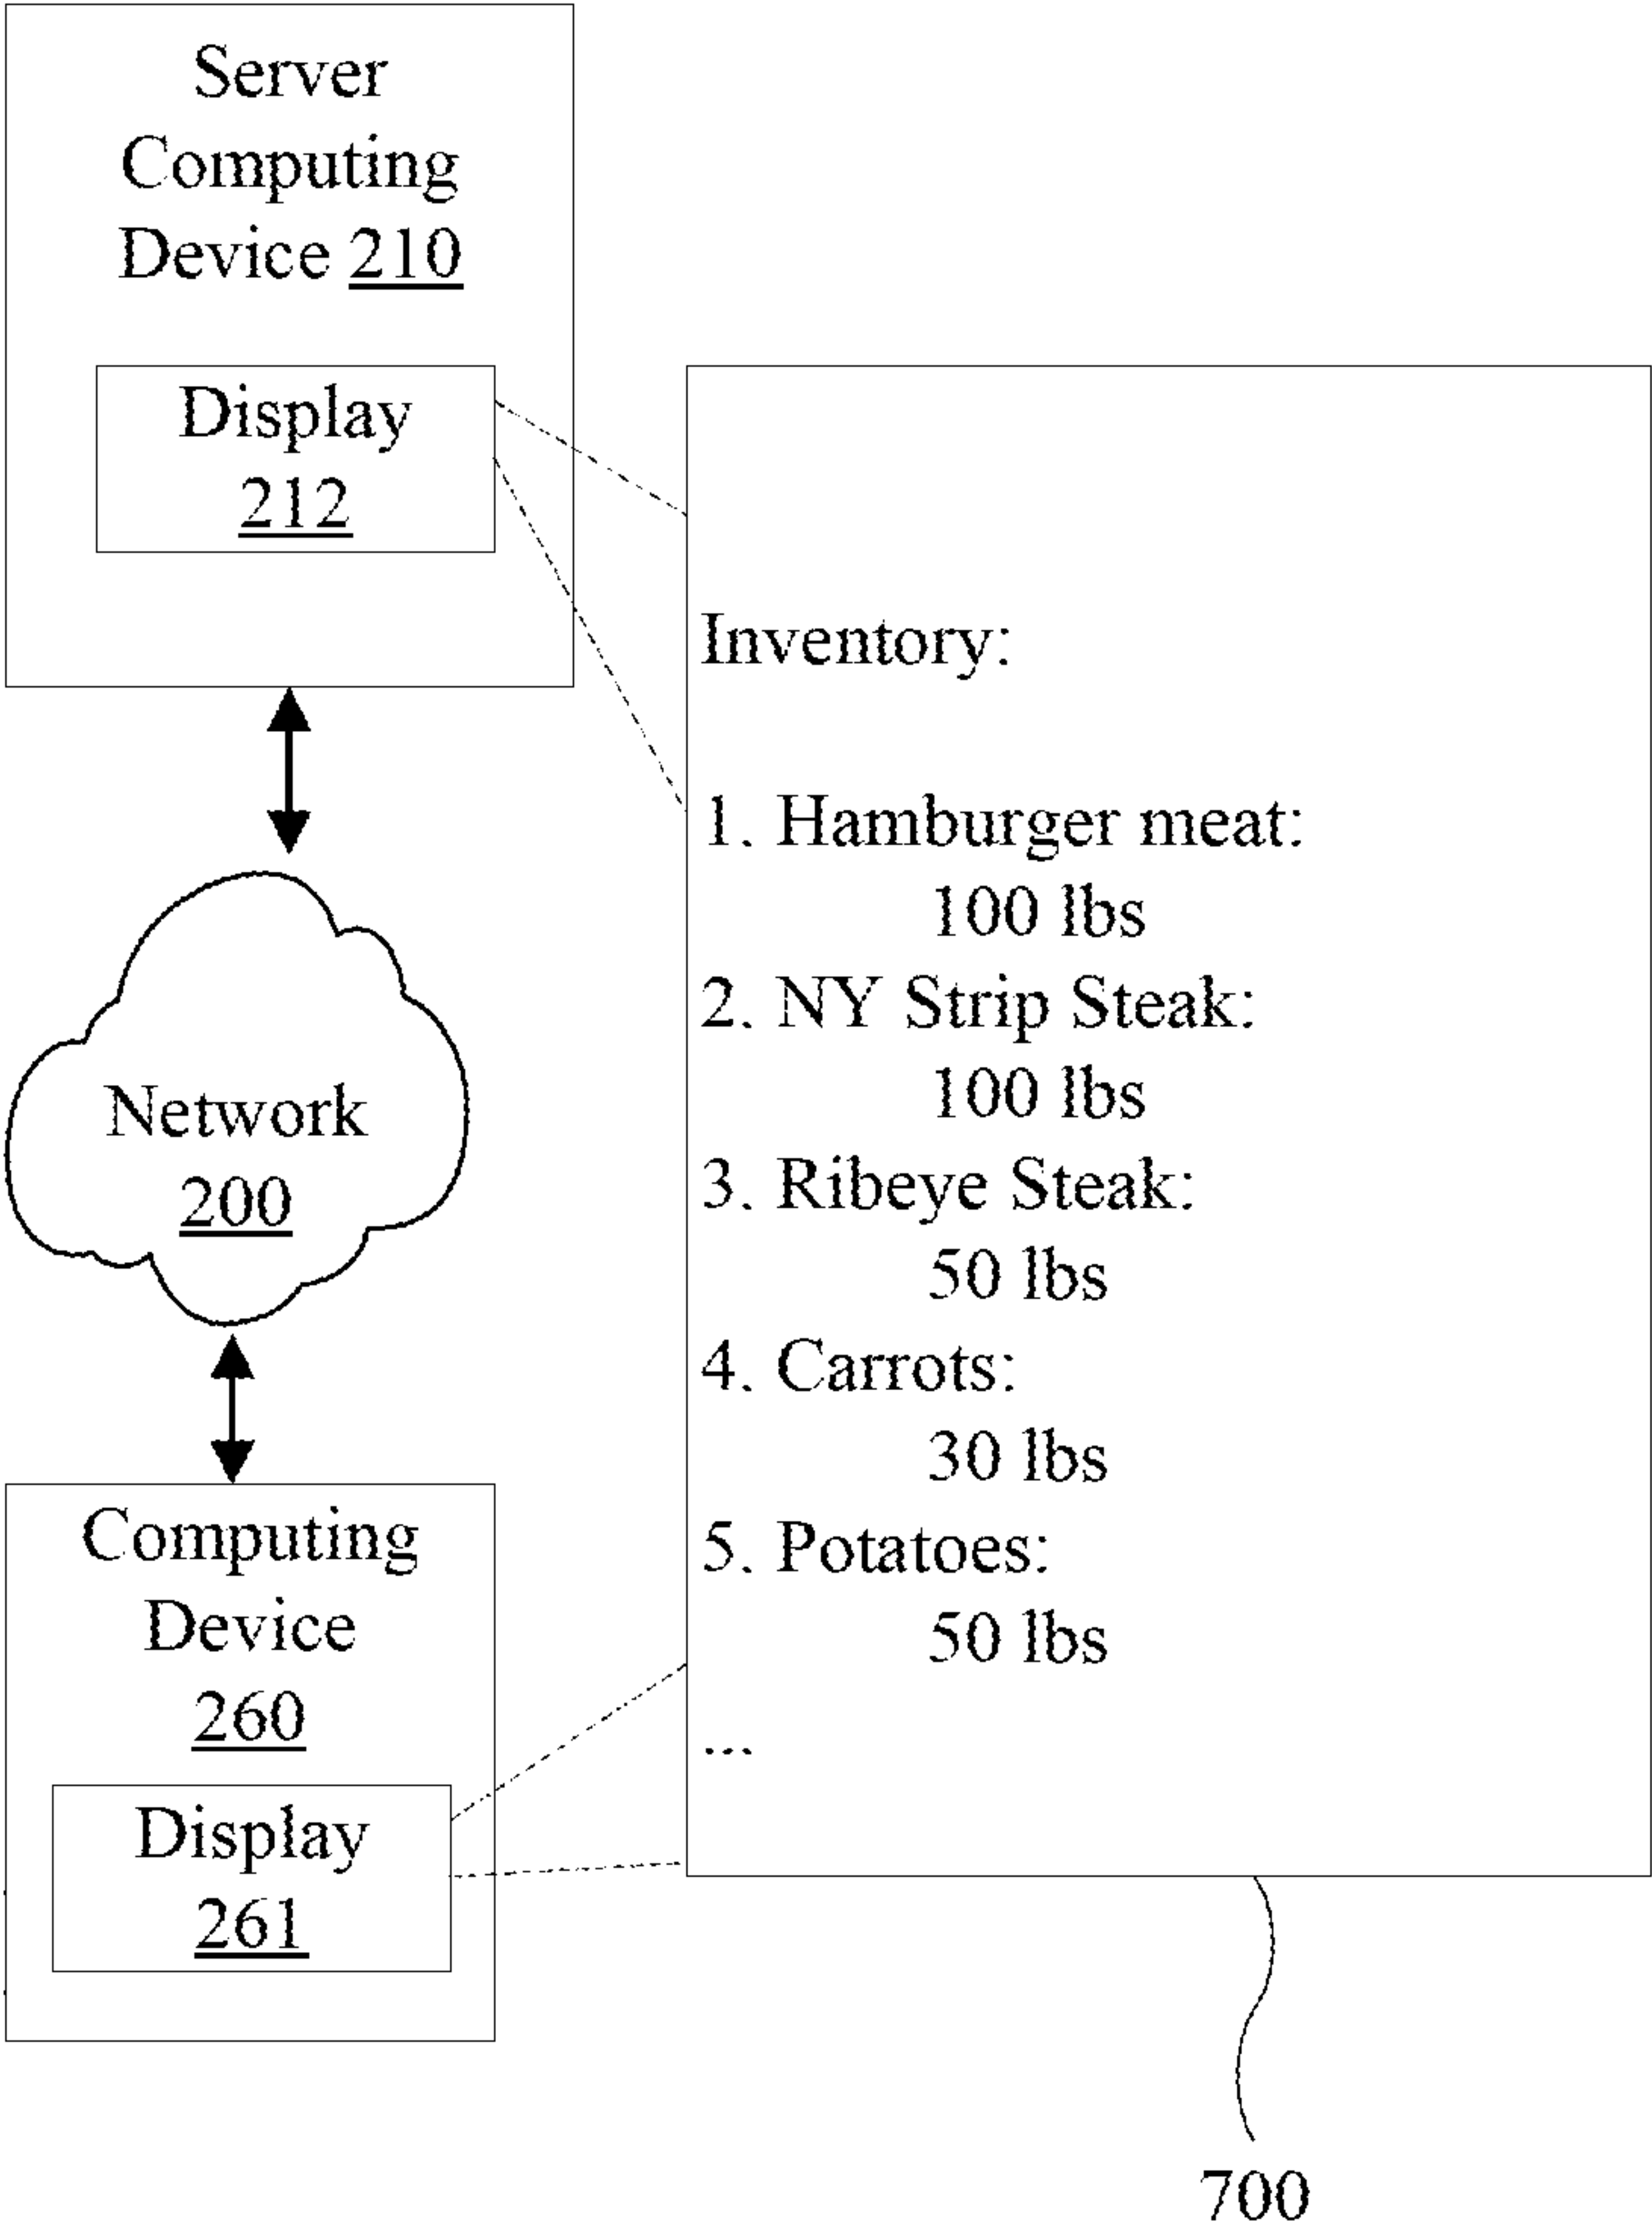 Server
Computing
Device 210
Display
212
Inventory:
1. Hamburger meat:
100 lbs
2. NY Strip Steak:
100 lbs
3. Ribeye Steak:
50 lbs
4. Carrots:
30 lbs
5. Potatoes:
50 lbs
...
Network
200
Computing
Device
260
Display
261
700